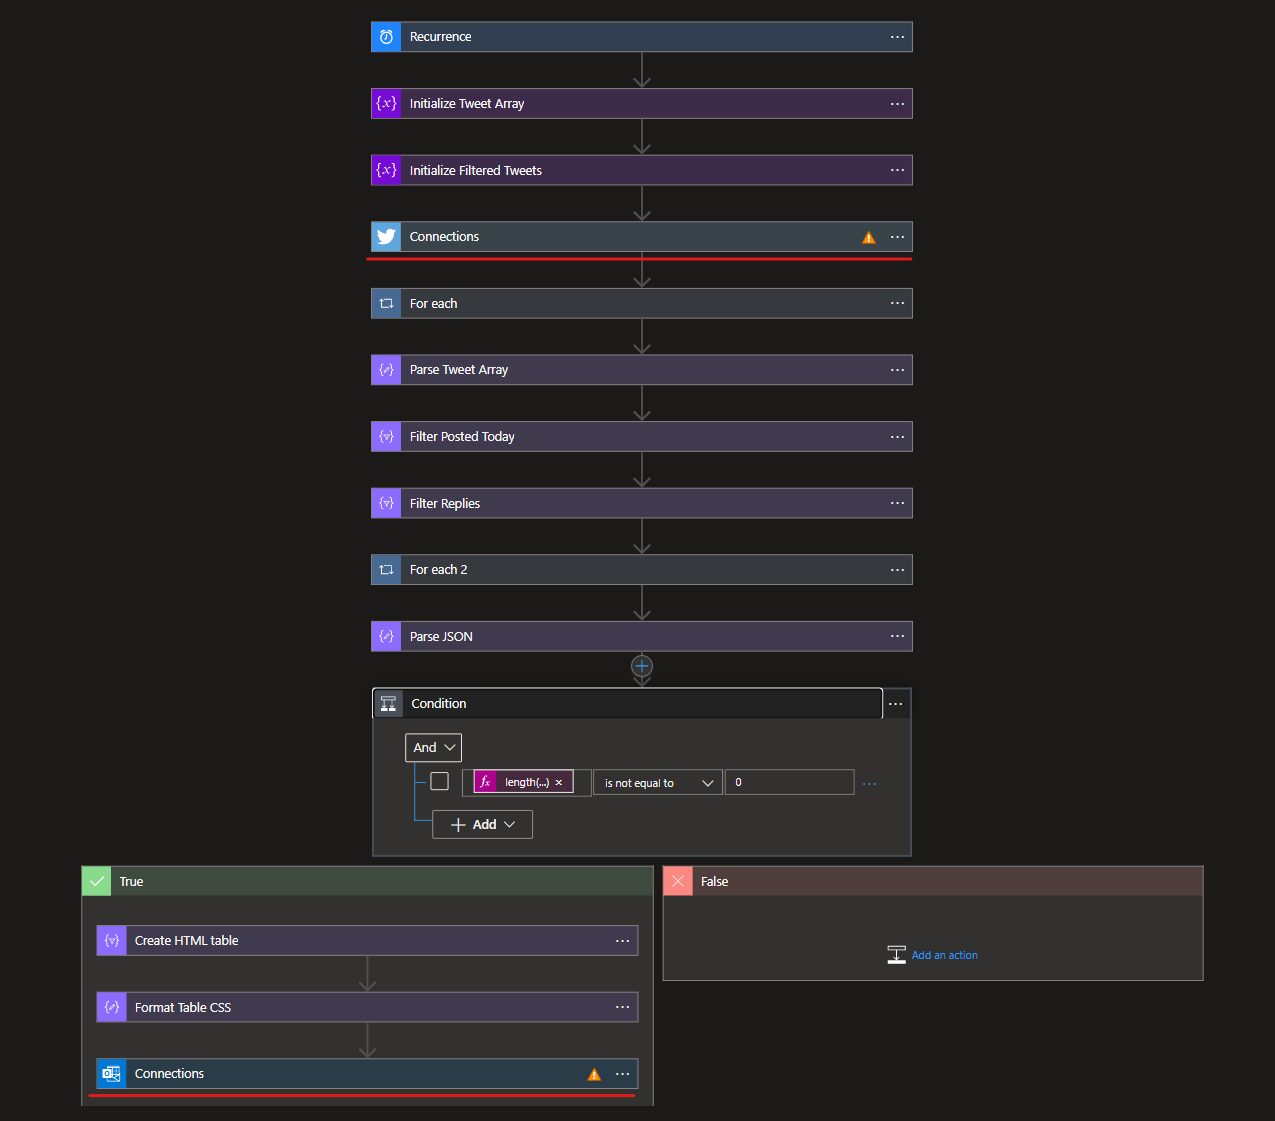 Recurrence
Initialize Tweet Array
Initialize Filtered Tweets
Connections
For each
Parse Tweet Array
Filter Posted Today
Filter Replies
For each 2
Parse JSON
Condition
And
length(...) is not equal to 0
Add
True
Create HTML table
Format Table CSS
Connections
False
Add an action